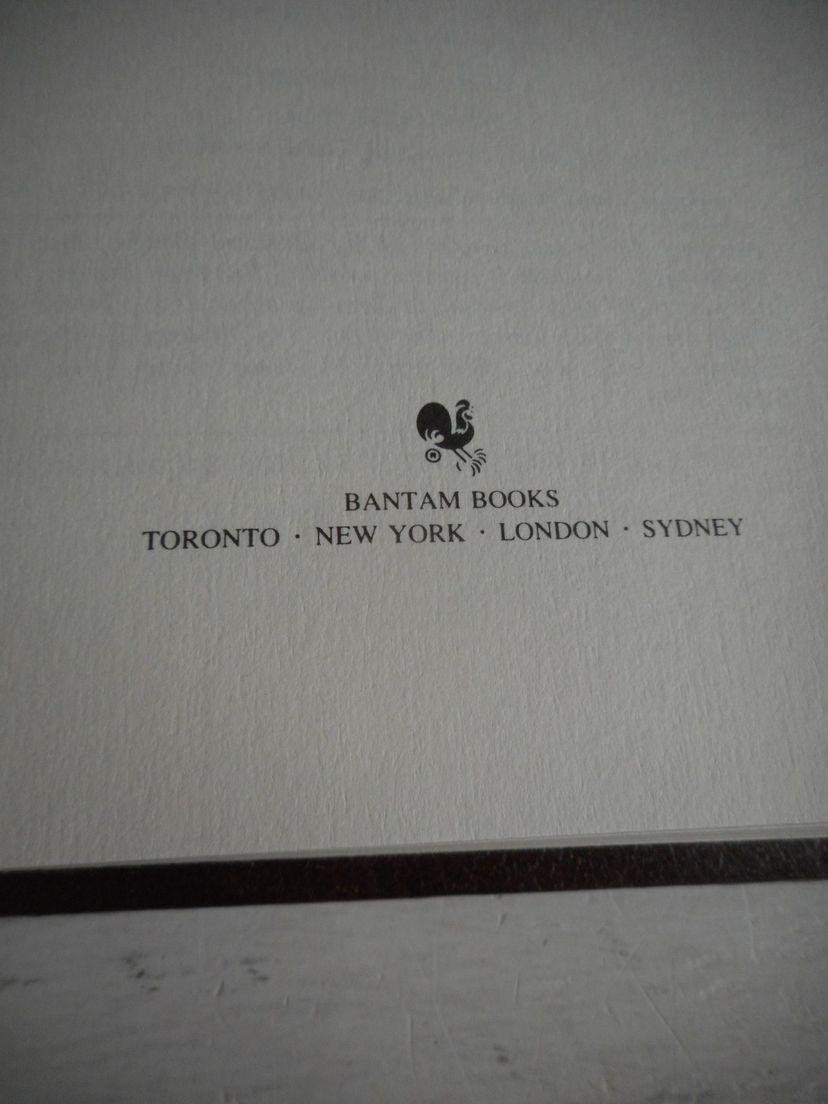 BANTAM BOOKS
TORONTO · NEW YORK · LONDON · SYDNEY